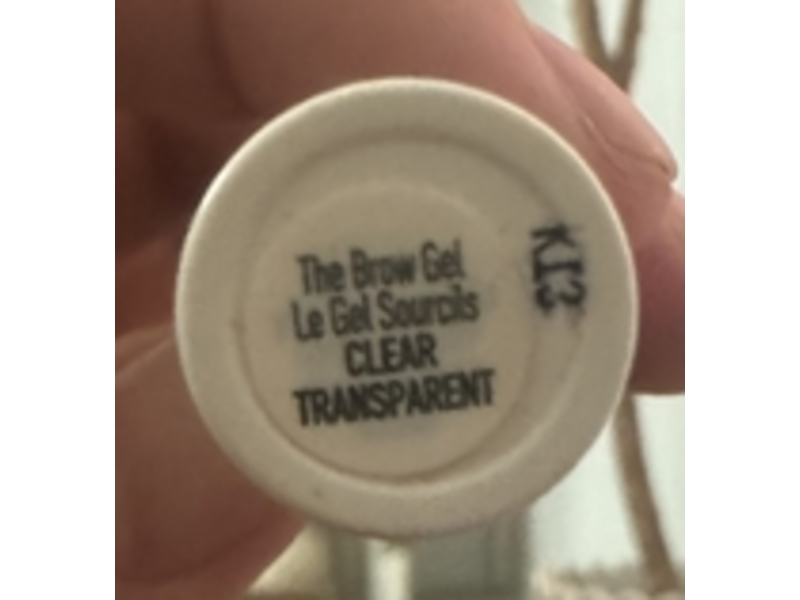 The Brow Gel
Le Gel Sourcils
CLEAR
TRANSPARENT
KI3